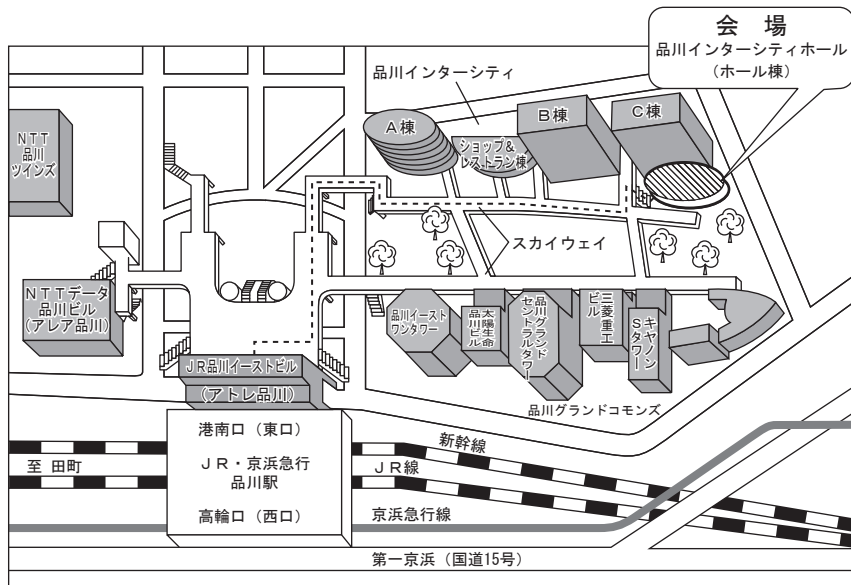 会場
品川インターシティホール
(ホール棟)
品川インターシティ
A棟
ショップ&
レストラン棟
B棟
C棟
NTT
品川
ツインズ
スカイウェイ
NTTデータ
品川ビル
(アレア品川)
品川イースト
ワンタワー
太陽生命
品川ビル
品川グランド
セントラルタワー
三菱重工
ビル
キヤノン
Sタワー
JR品川イーストビル
(アトレ品川)
品川グランドコモンズ
港南口(東口)
新幹線
至 田町
JR・京浜急行
品川駅
JR線
高輪口(西口)
京浜急行線
第一京浜(国道15号)